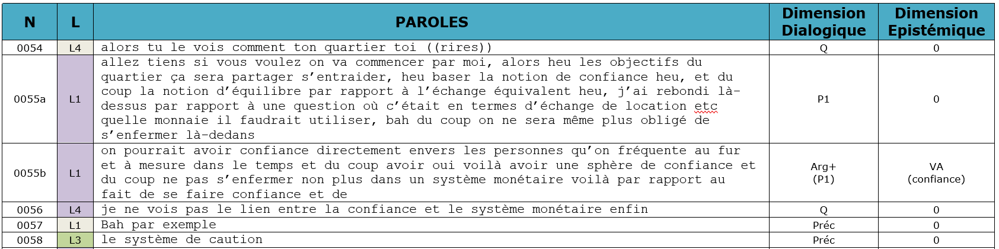 N L PAROLES Dimension Dialogique Dimension Epistémique
0054 L4 alors tu le vois comment ton quartier toi ((rires)) Q 0
0055a L1 allez tiens si vous voulez on va commencer par moi, alors heu les objectifs du
quartier ça sera partager s’entraider, heu baser la notion de confiance heu, et du
coup la notion d’équilibre par rapport à l’échange équivalent heu, j’ai rebondi là-
dessus par rapport à une question où c’était en termes d’échange de location etc
quelle monnaie il faudrait utiliser, bah du coup on ne sera même plus obligé de
s’enfermer là-dedans
P1 0
0055b L1 on pourrait avoir confiance directement envers les personnes qu’on fréquente au fur
et à mesure dans le temps et du coup avoir oui voilà avoir une sphère de confiance et
du coup ne pas s’enfermer non plus dans un système monétaire voilà par rapport au
fait de se faire confiance et de
Arg+
(P1)
VA
(confiance)
0056 L4 je ne vois pas le lien entre la confiance et le système monétaire enfin Q 0
0057 L1 Bah par exemple Préc 0
0058 L3 le système de caution Préc 0